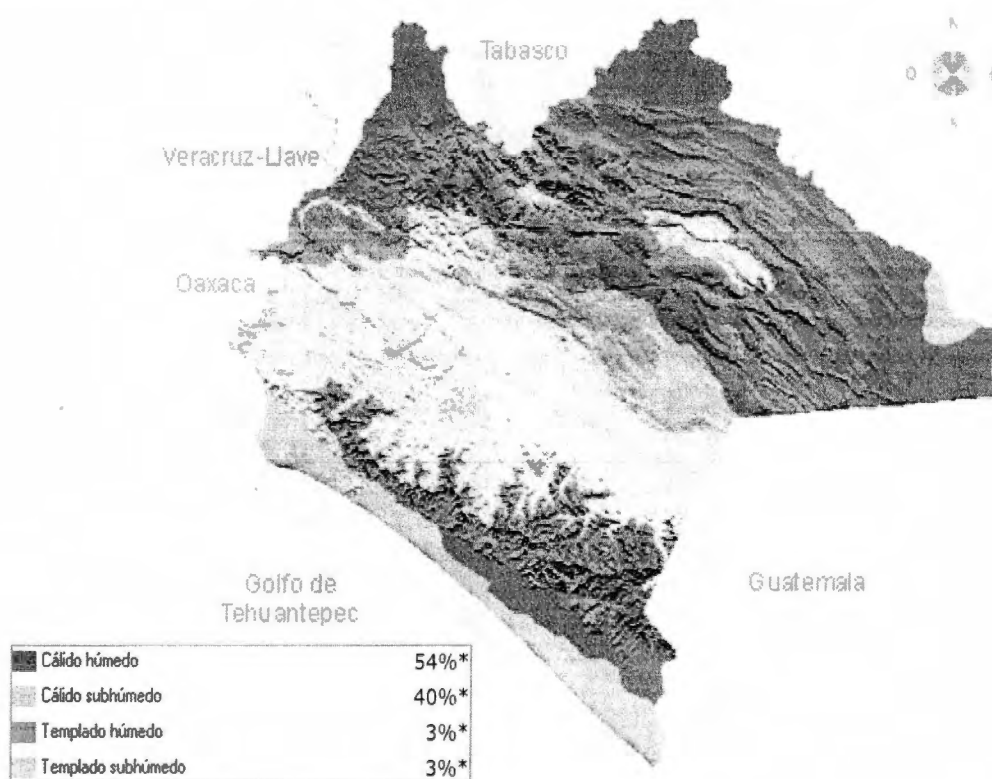 Tabasco
N
O
Veracruz-Llave
Oaxaca
Golfo de
Tehuantepec
Guatemala
Cálido húmedo 54%*
Cálido subhúmedo 40%*
Templado húmedo 3%*
Templado subhúmedo 3%*